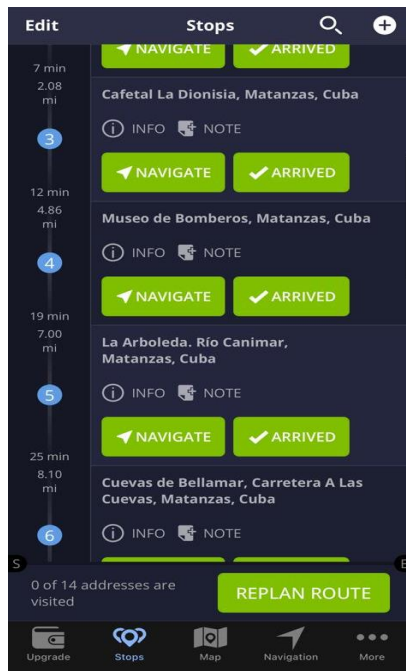 Edit Stops
NAVIGATE ARRIVED
7 min
2.08
mi
Cafetal La Dionisia, Matanzas, Cuba
INFO NOTE
3
NAVIGATE ARRIVED
12 min
4.86
mi
Museo de Bomberos, Matanzas, Cuba
INFO NOTE
4
NAVIGATE ARRIVED
19 min
7.00
mi
La Arboleda. Río Canimar,
Matanzas, Cuba
INFO NOTE
5
NAVIGATE ARRIVED
25 min
8.10
mi
Cuevas de Bellamar, Carretera A Las
Cuevas, Matanzas, Cuba
INFO NOTE
6
S E
0 of 14 addresses are
visited
REPLAN ROUTE
Upgrade Stops Map Navigation More